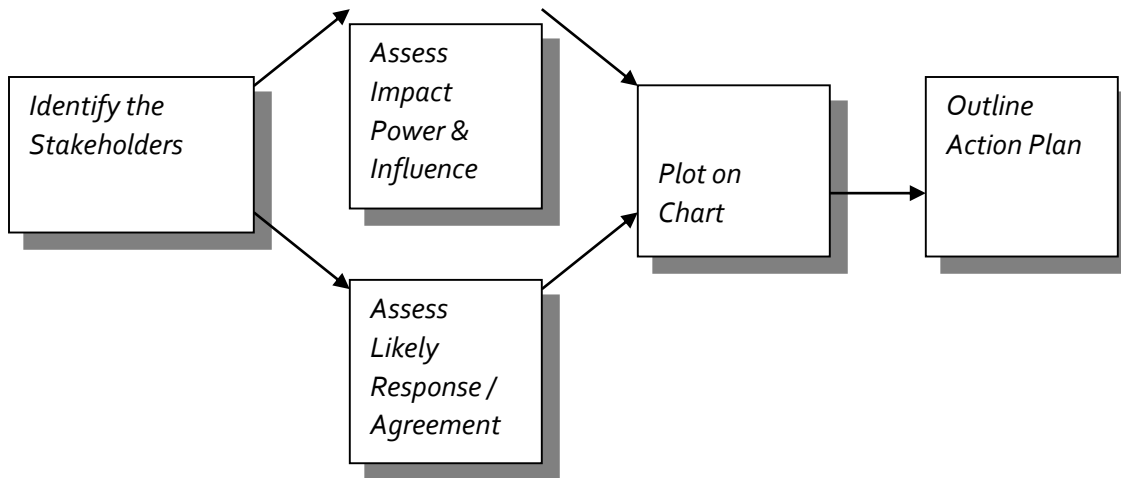 Identify the
Stakeholders
Assess
Impact
Power &
Influence
Assess
Likely
Response /
Agreement
Plot on
Chart
Outline
Action Plan